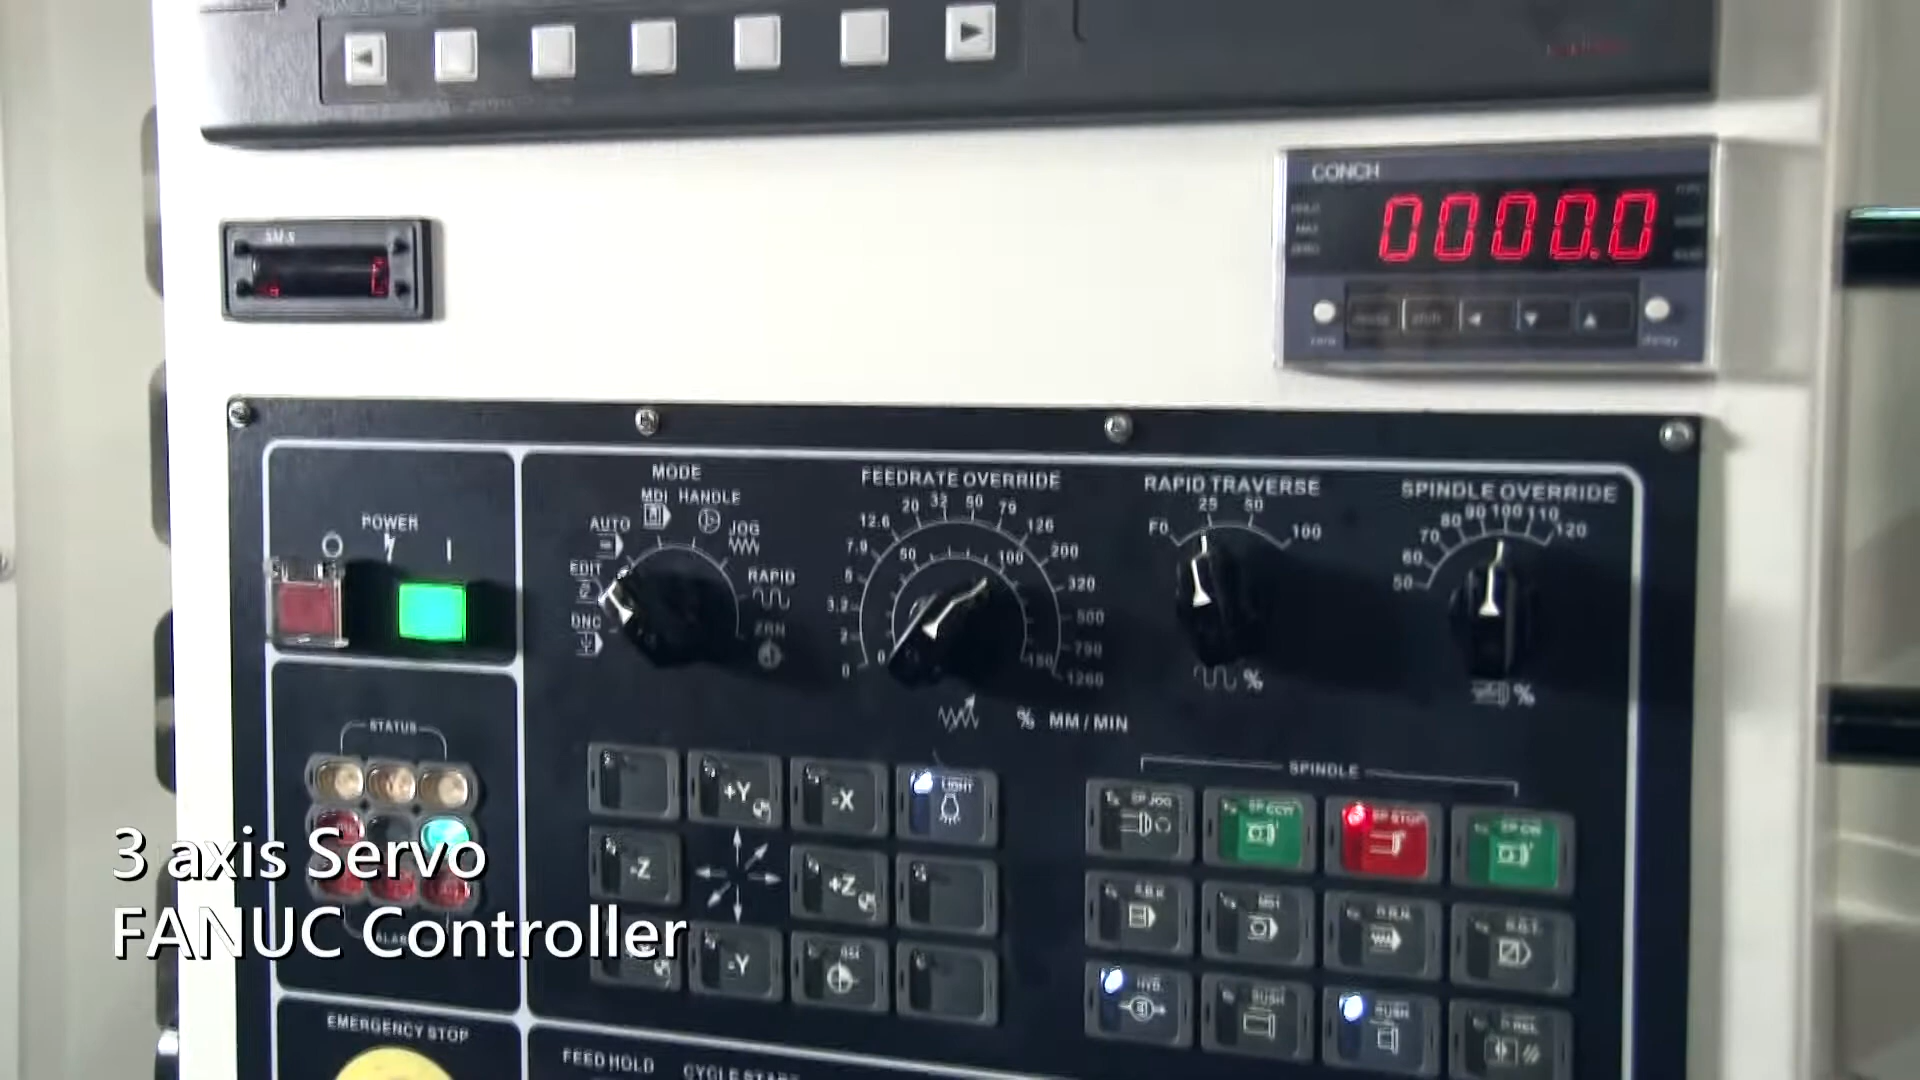 CONCH
0000.0
POWER
MODE
MDI HANDLE
AUTO
JOG
EDIT
RAPID
DNC
ZRN
FEEDRATE OVERRIDE
20 32 50 79
12.6 126
7.9 50 100 200
5 320
3.2 500
2 790
0 0 150 1260
% MM/MIN
RAPID TRAVERSE
25 50
F0 100
%
SPINDLE OVERRIDE
80 90 100 110
70 120
60
50
%
STATUS
+Y
-X
LIGHT
-Z
+Z
-Y
SPINDLE
SP JOG
SP CCW
SP STOP
SP CW
EMERGENCY STOP
FEED HOLD
CYCLE START
3 axis Servo
FANUC Controller